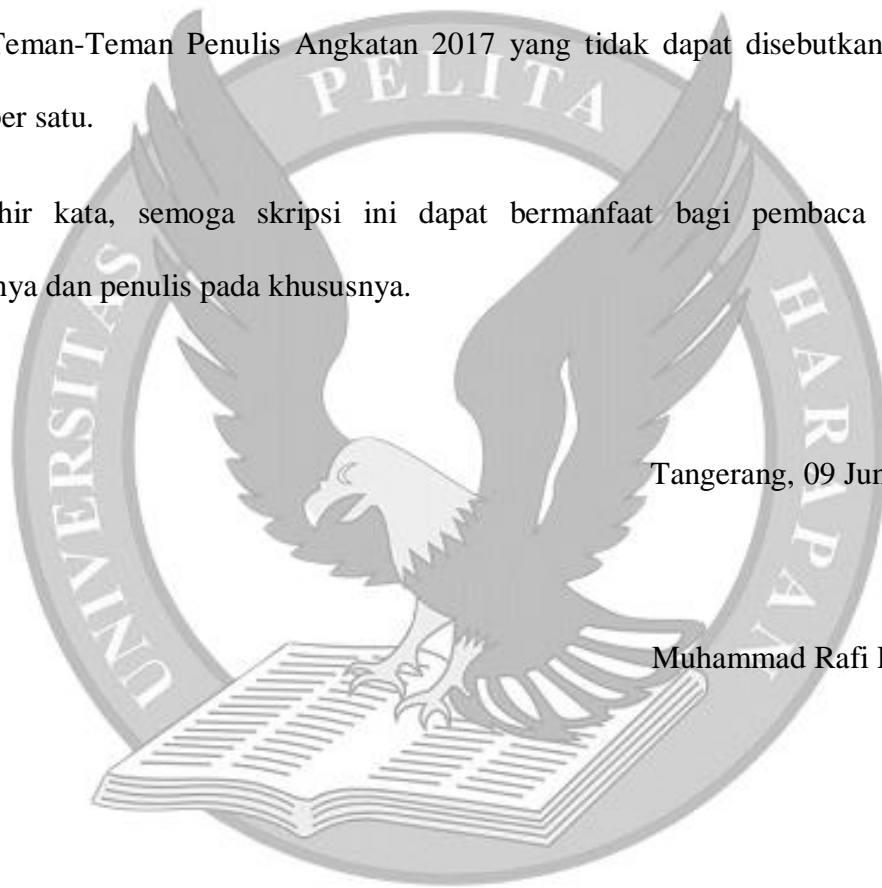 Teman-Teman Penulis Angkatan 2017 yang tidak dapat disebutkan
per satu.
hir kata, semoga skripsi ini dapat bermanfaat bagi pembaca
nya dan penulis pada khususnya.
Tangerang, 09 Jun
Muhammad Rafi
UNIVERSITAS PELITA HARAPAN